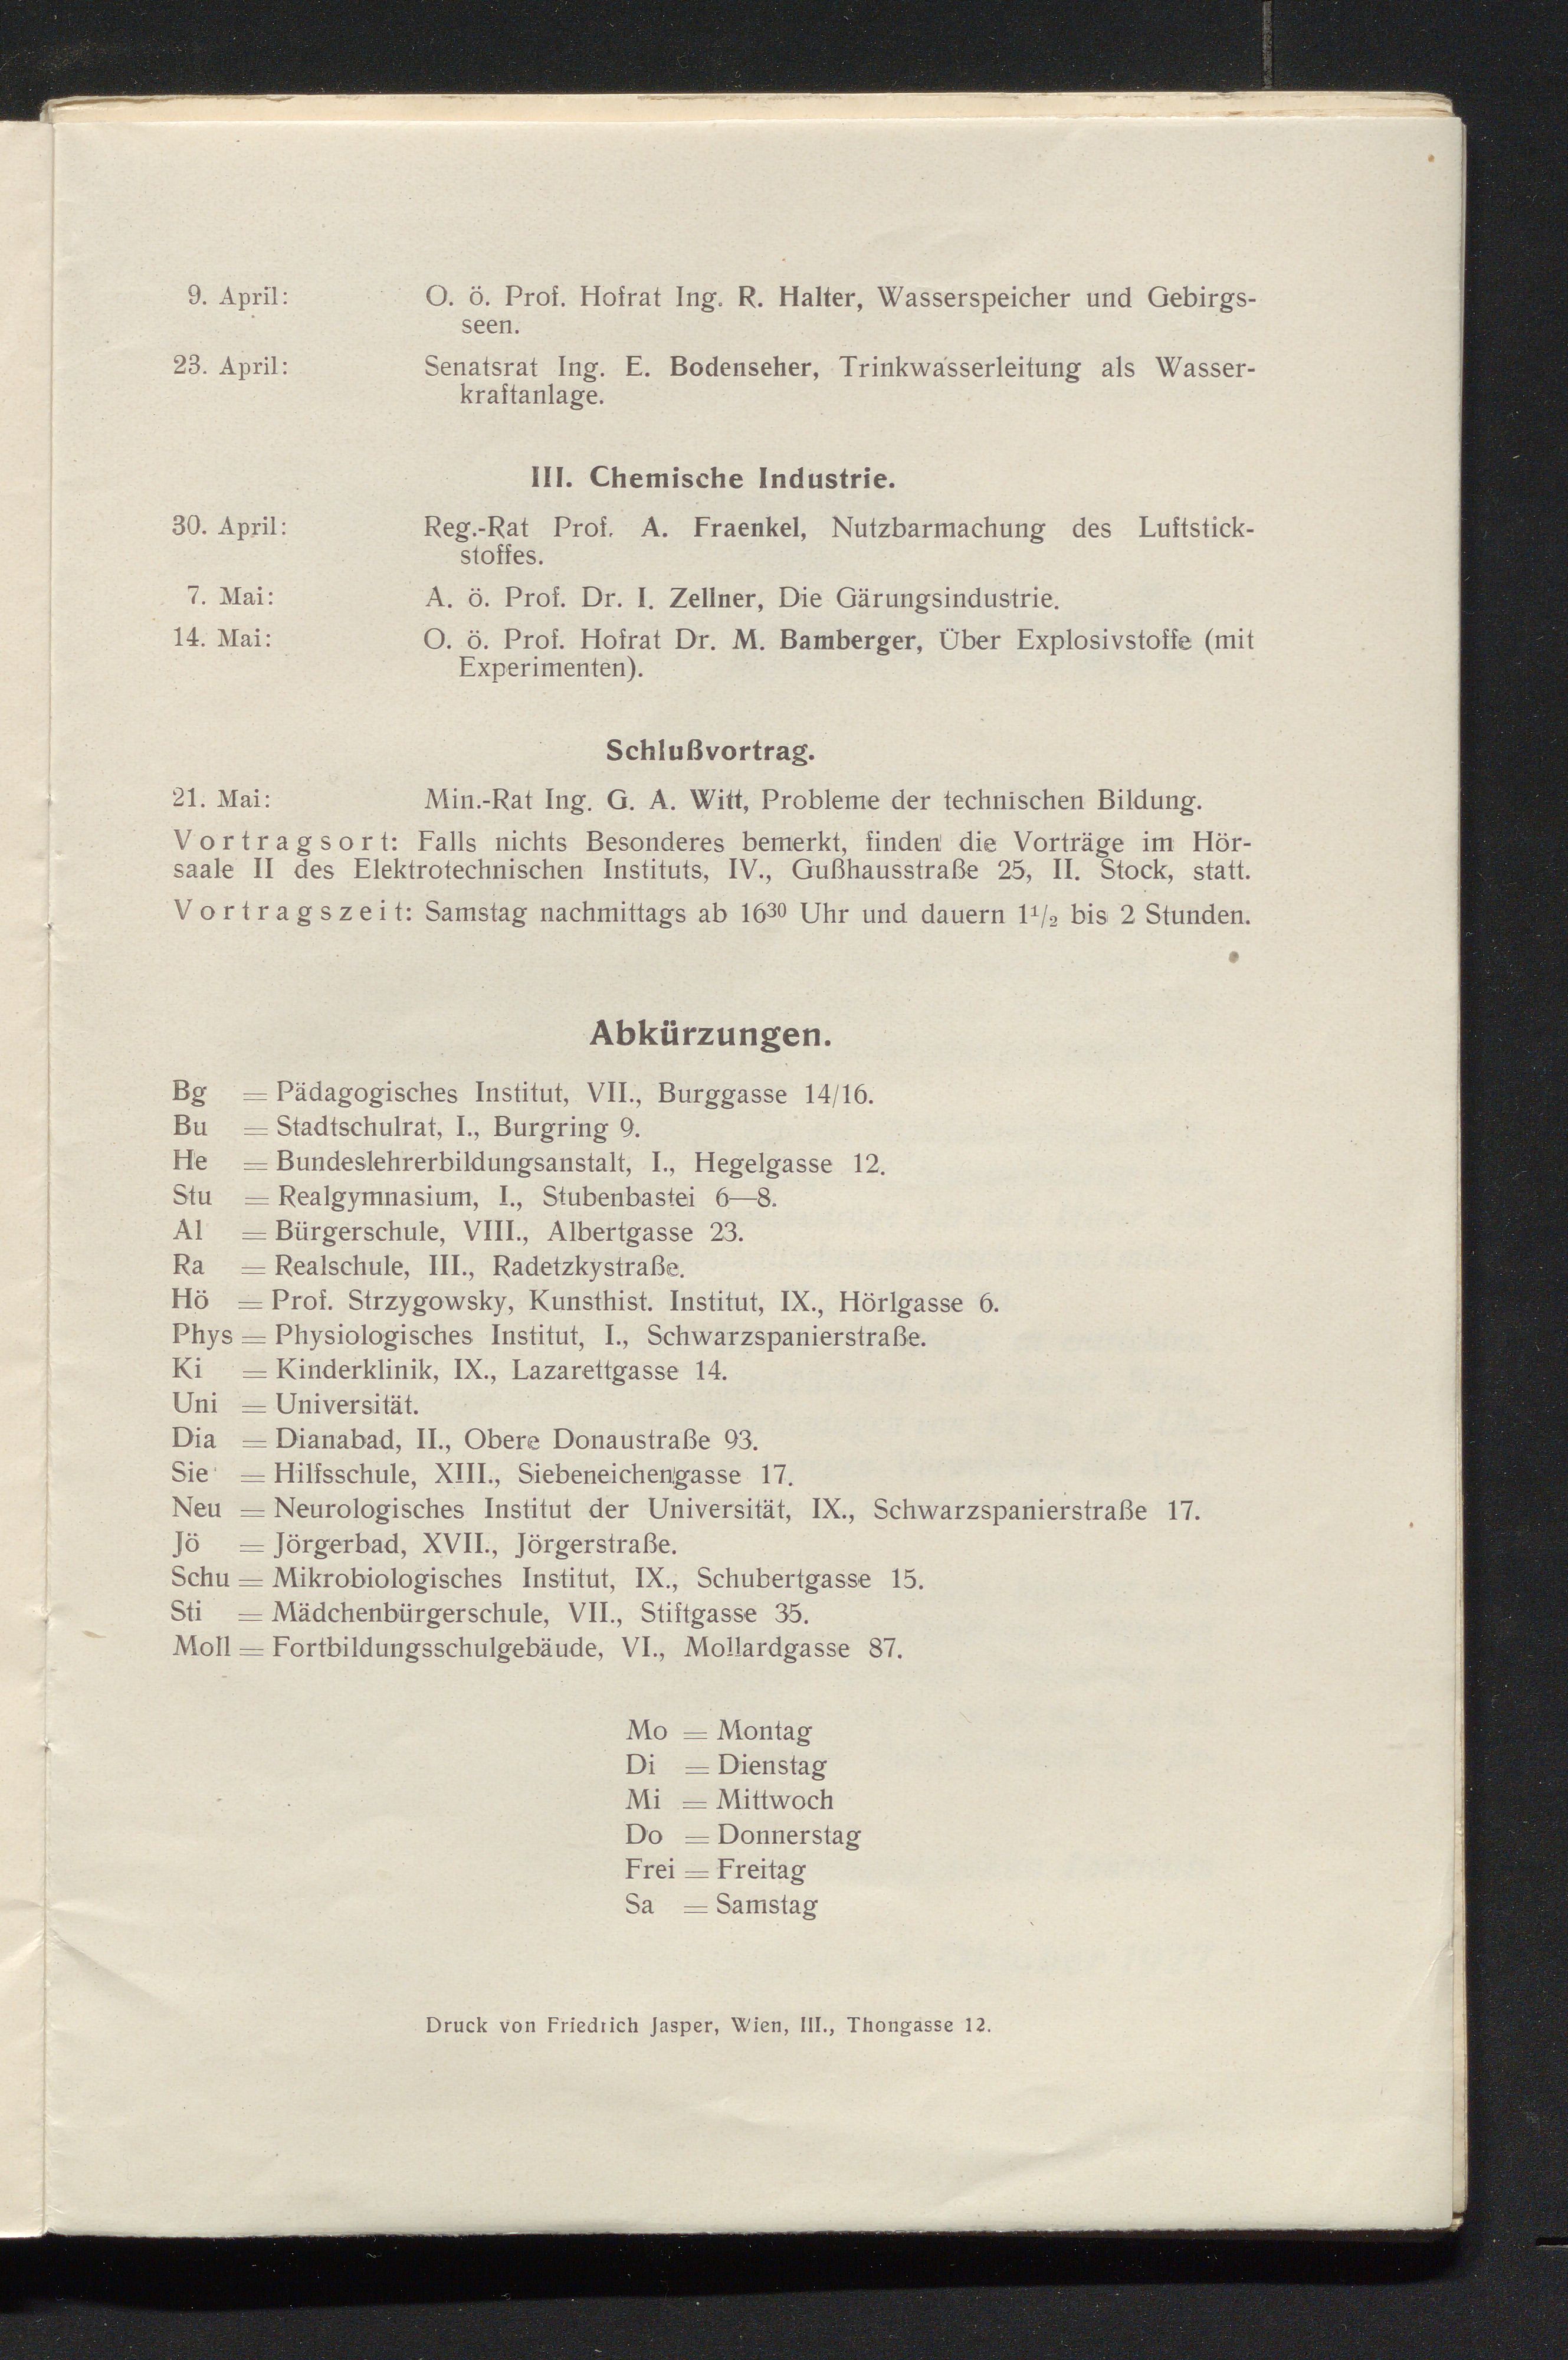 9. April: O. ö. Prof. Hofrat Ing. R. Halter, Wasserspeicher und Gebirgs-
seen.
23. April: Senatsrat Ing. E. Bodenseher, Trinkwasserleitung als Wasser-
kraftanlage.
III. Chemische Industrie.
30. April: Reg.-Rat Prof. A. Fraenkel, Nutzbarmachung des Luftstick-
stoffes.
7. Mai: A. ö. Prof. Dr. I. Zellner, Die Gärungsindustrie.
14. Mai: O. ö. Prof. Hofrat Dr. M. Bamberger, Über Explosivstoffe (mit
Experimenten).
Schlußvortrag.
21. Mai: Min.-Rat Ing. G. A. Witt, Probleme der technischen Bildung.
Vortragsort: Falls nichts Besonderes bemerkt, finden die Vorträge im Hör-
saale II des Elektrotechnischen Instituts, IV., Gußhausstraße 25, II. Stock, statt.
Vortragszeit: Samstag nachmittags ab 16³⁰ Uhr und dauern 1¹/₂ bis 2 Stunden.
Abkürzungen.
Bg = Pädagogisches Institut, VII., Burggasse 14/16.
Bu = Stadtschulrat, I., Burgring 9.
He = Bundeslehrerbildungsanstalt, I., Hegelgasse 12.
Stu = Realgymnasium, I., Stubenbastei 6—8.
Al = Bürgerschule, VIII., Albertgasse 23.
Ra = Realschule, III., Radetzkystraße.
Hö = Prof. Strzygowsky, Kunsthist. Institut, IX., Hörlgasse 6.
Phys = Physiologisches Institut, I., Schwarzspanierstraße.
Ki = Kinderklinik, IX., Lazarettgasse 14.
Uni = Universität.
Dia = Dianabad, II., Obere Donaustraße 93.
Sie = Hilfsschule, XIII., Siebeneichengasse 17.
Neu = Neurologisches Institut der Universität, IX., Schwarzspanierstraße 17.
Jö = Jörgerbad, XVII., Jörgerstraße.
Schu = Mikrobiologisches Institut, IX., Schubertgasse 15.
Sti = Mädchenbürgerschule, VII., Stiftgasse 35.
Moll = Fortbildungsschulgebäude, VI., Mollardgasse 87.
Mo = Montag
Di = Dienstag
Mi = Mittwoch
Do = Donnerstag
Frei = Freitag
Sa = Samstag
Druck von Friedrich Jasper, Wien, III., Thongasse 12.